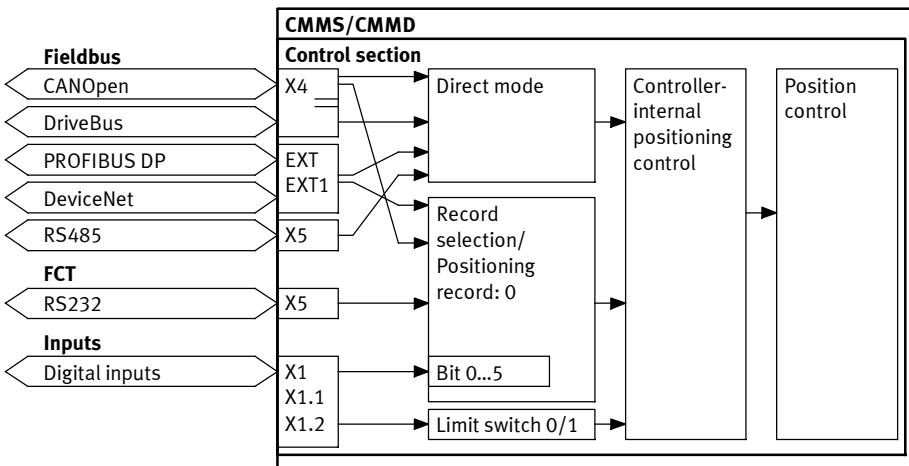 CMMS/CMMD
Control section
Fieldbus
CANOpen
DriveBus
PROFIBUS DP
DeviceNet
RS485
FCT
RS232
Inputs
Digital inputs
X4
EXT
EXT1
X5
X5
X1
X1.1
X1.2
Direct mode
Record
selection/
Positioning
record: 0
Bit 0...5
Limit switch 0/1
Controller-
internal
positioning
control
Position
control